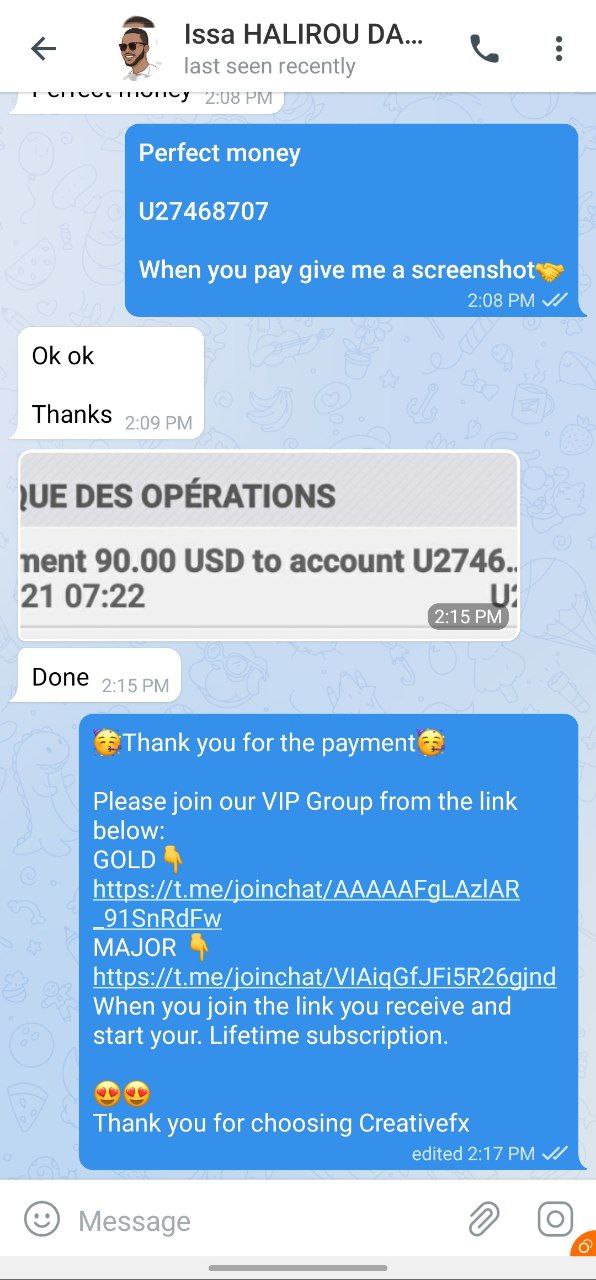 Issa HALIROU DA...
last seen recently
Perfect money 2:08 PM
Perfect money
U27468707
When you pay give me a screenshot🤝
2:08 PM
Ok ok
Thanks 2:09 PM
QUE DES OPÉRATIONS
ment 90.00 USD to account U2746..
21 07:22
2:15 PM
Done 2:15 PM
🥳Thank you for the payment🥳
Please join our VIP Group from the link
below:
GOLD👇
https://t.me/joinchat/AAAAAFgLAzlAR
_91SnRdFw
MAJOR 👇
https://t.me/joinchat/VIAiqGfJFi5R26gjnd
When you join the link you receive and
start your. Lifetime subscription.
😍😍
Thank you for choosing Creativefx
edited 2:17 PM
Message